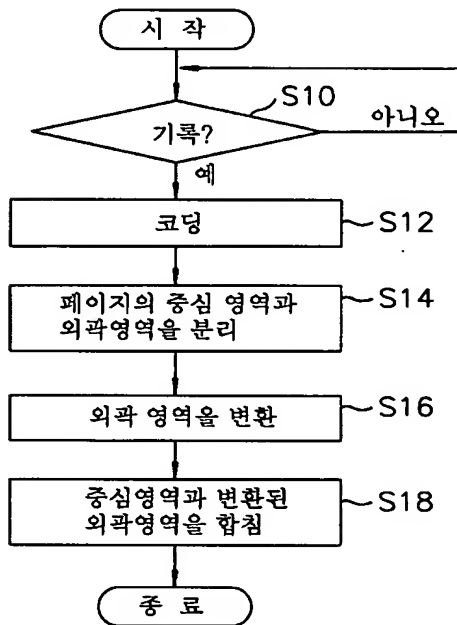 시 작
기록?
S10
아니오
예
코딩
S12
페이지의 중심 영역과
외곽영역을 분리
S14
외곽 영역을 변환
S16
중심영역과 변환된
외곽영역을 합침
S18
종 료